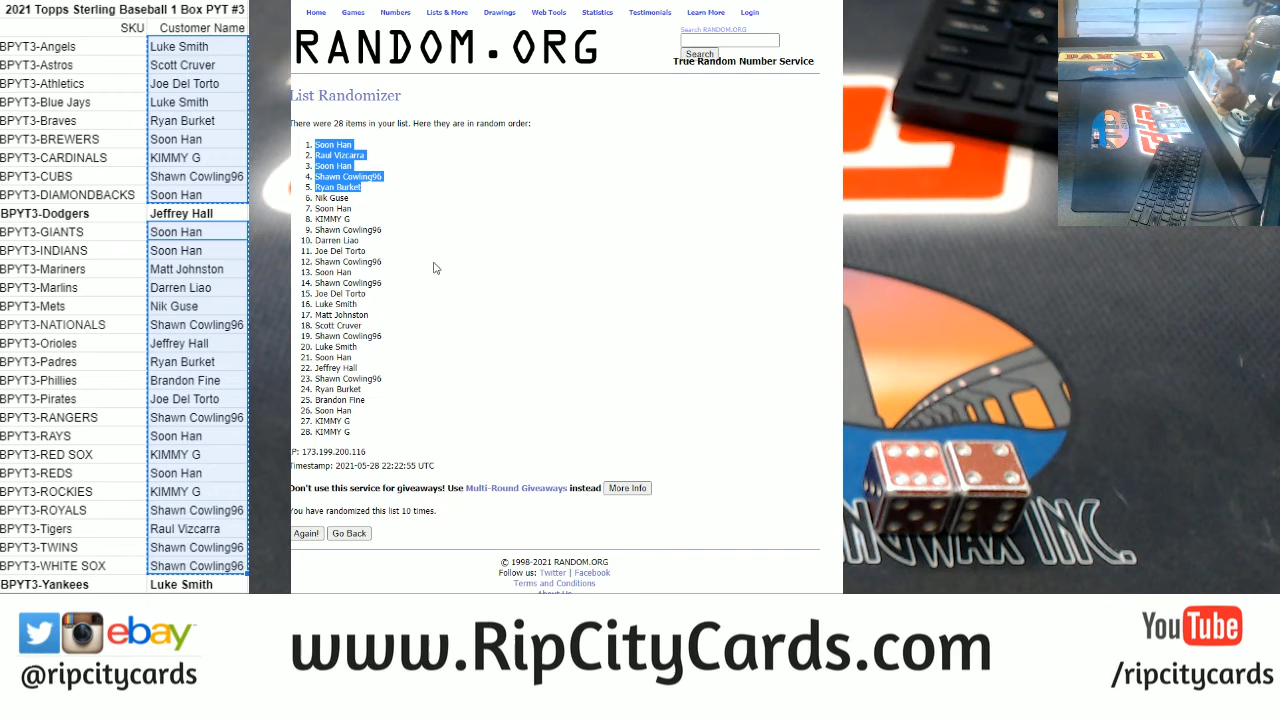 2021 Topps Sterling Baseball 1 Box PYT #3
SKU Customer Name
BPYT3-Angels Luke Smith
BPYT3-Astros Scott Cruver
BPYT3-Athletics Joe Del Torto
BPYT3-Blue Jays Luke Smith
BPYT3-Braves Ryan Burket
BPYT3-BREWERS Soon Han
BPYT3-CARDINALS KIMMY G
BPYT3-CUBS Shawn Cowling96
BPYT3-DIAMONDBACKS Soon Han
BPYT3-Dodgers Jeffrey Hall
BPYT3-GIANTS Soon Han
BPYT3-INDIANS Soon Han
BPYT3-Mariners Matt Johnston
BPYT3-Marlins Darren Liao
BPYT3-Mets Nik Guse
BPYT3-NATIONALS Shawn Cowling96
BPYT3-Orioles Jeffrey Hall
BPYT3-Padres Ryan Burket
BPYT3-Phillies Brandon Fine
BPYT3-Pirates Joe Del Torto
BPYT3-RANGERS Shawn Cowling96
BPYT3-RAYS Soon Han
BPYT3-RED SOX KIMMY G
BPYT3-REDS Soon Han
BPYT3-ROCKIES KIMMY G
BPYT3-ROYALS Shawn Cowling96
BPYT3-Tigers Raul Vizcarra
BPYT3-TWINS Shawn Cowling96
BPYT3-WHITE SOX Shawn Cowling96
BPYT3-Yankees Luke Smith
Home Games Numbers Lists & More Drawings Web Tools Statistics Testimonials Learn More Login
RANDOM.ORG
Search RANDOM.ORG
Search
True Random Number Service
List Randomizer
There were 28 items in your list. Here they are in random order:
1. Soon Han
2. Raul Vizcarra
3. Soon Han
4. Shawn Cowling96
5. Ryan Burket
6. Nik Guse
7. Soon Han
8. KIMMY G
9. Shawn Cowling96
10. Darren Liao
11. Joe Del Torto
12. Shawn Cowling96
13. Soon Han
14. Shawn Cowling96
15. Joe Del Torto
16. Luke Smith
17. Matt Johnston
18. Scott Cruver
19. Shawn Cowling96
20. Luke Smith
21. Soon Han
22. Jeffrey Hall
23. Shawn Cowling96
24. Ryan Burket
25. Brandon Fine
26. Soon Han
27. KIMMY G
28. KIMMY G
P: 173.199.200.116
Timestamp: 2021-05-28 22:22:55 UTC
Don't use this service for giveaways! Use Multi-Round Giveaways instead More Info
You have randomized this list 10 times.
Again! Go Back
© 1998-2021 RANDOM.ORG
Follow us: Twitter | Facebook
Terms and Conditions
About Us
PANINI
INGWAX INC.
ebay
@ripcitycards
www.RipCityCards.com
YouTube
/ripcitycards